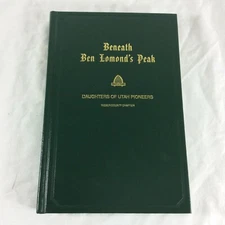 Beneath
Ben Lomond's Peak
DAUGHTERS OF UTAH PIONEERS